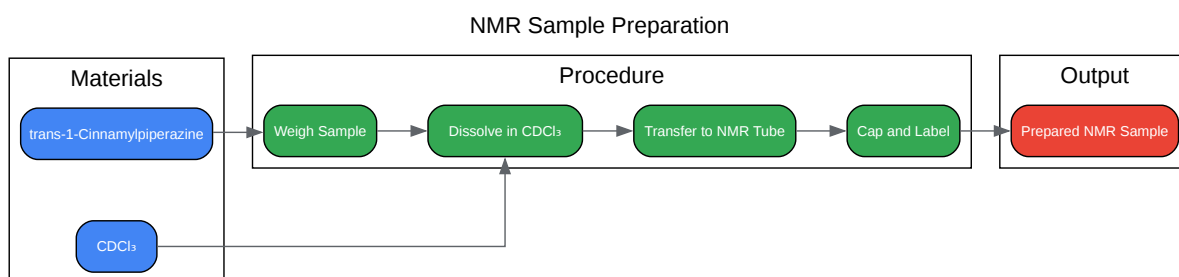 NMR Sample Preparation
Materials
Procedure
Output
trans-1-Cinnamylpiperazine
Weigh Sample
Dissolve in CDCl₃
Transfer to NMR Tube
Cap and Label
Prepared NMR Sample
CDCl₃